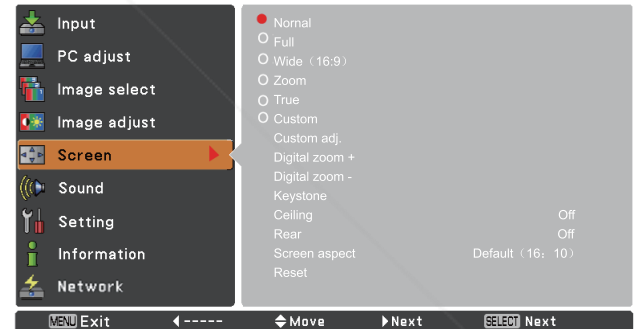 Input
PC adjust
Image select
Image adjust
Screen
Sound
Setting
Information
Network
Nornal
Full
Wide（16:9）
Zoom
True
Custom
Custom adj.
Digital zoom +
Digital zoom -
Keystone
Ceiling Off
Rear Off
Screen aspect Default（16：10）
Reset
MENU Exit ◀----- Move ▶Next SELECT Next